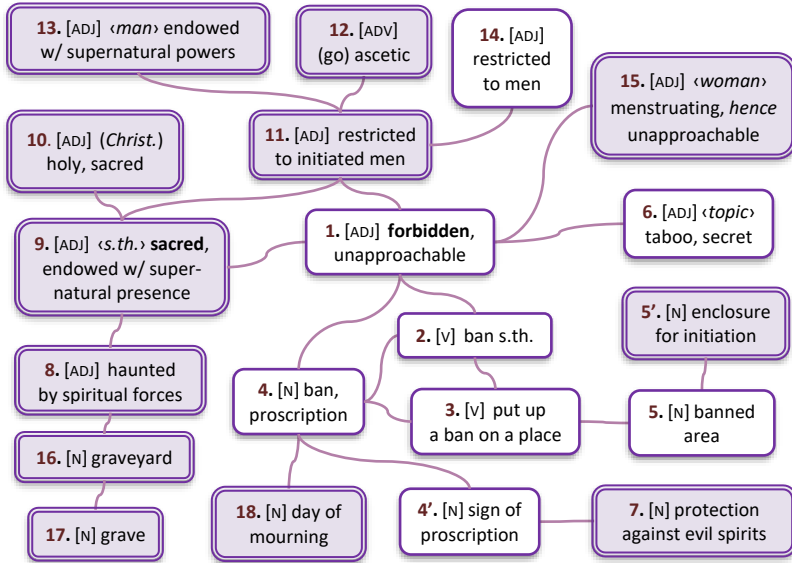 13. [ADJ] ‹man› endowed
w/ supernatural powers
12. [ADV]
(go) ascetic
14. [ADJ]
restricted
to men
15. [ADJ] ‹woman›
menstruating, hence
unapproachable
10. [ADJ] (Christ.)
holy, sacred
11. [ADJ] restricted
to initiated men
9. [ADJ] ‹s.th.› sacred,
endowed w/ super-
natural presence
1. [ADJ] forbidden,
unapproachable
6. [ADJ] ‹topic›
taboo, secret
8. [ADJ] haunted
by spiritual forces
2. [V] ban s.th.
5’. [N] enclosure
for initiation
4. [N] ban,
proscription
3. [V] put up
a ban on a place
5. [N] banned
area
16. [N] graveyard
17. [N] grave
18. [N] day of
mourning
4’. [N] sign of
proscription
7. [N] protection
against evil spirits